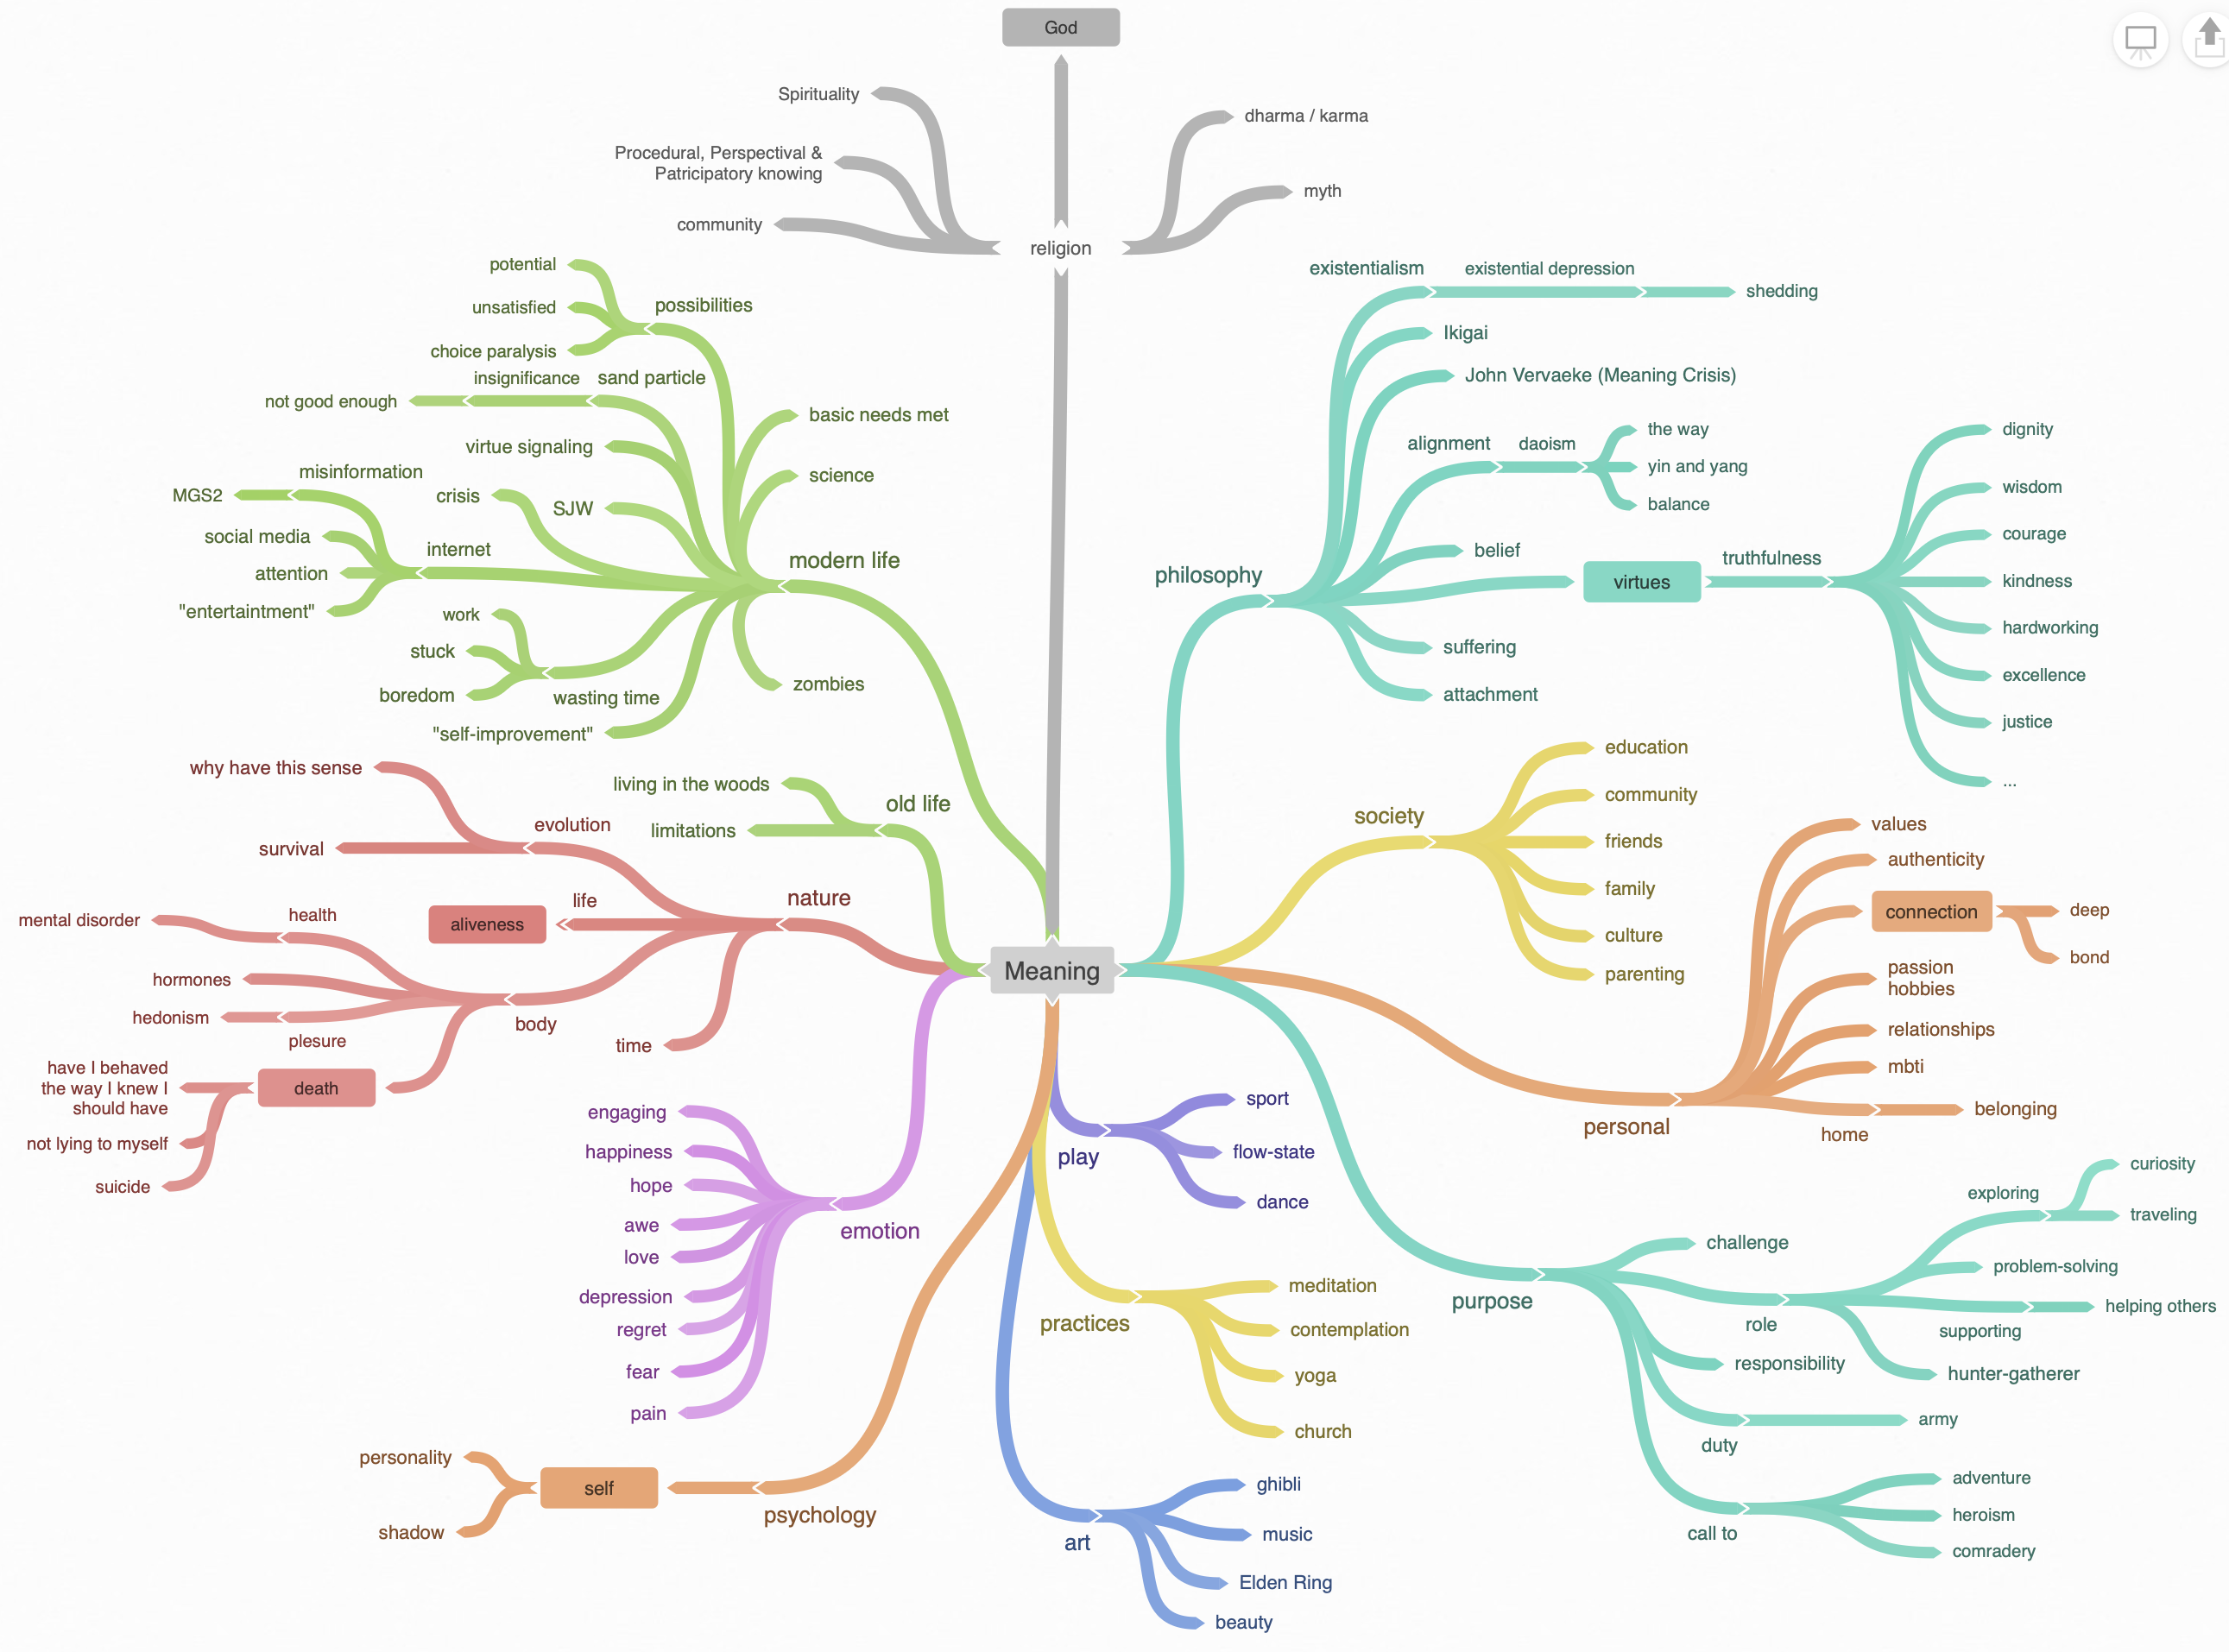 God
Spirituality
dharma / karma
Procedural, Perspectival &
Patricipatory knowing
myth
community
religion
potential
unsatisfied
choice paralysis
possibilities
insignificance
sand particle
not good enough
virtue signaling
basic needs met
science
misinformation
MGS2
crisis
SJW
social media
internet
attention
"entertaintment"
modern life
work
stuck
boredom
wasting time
zombies
"self-improvement"
living in the woods
limitations
old life
why have this sense
evolution
survival
nature
life
aliveness
health
mental disorder
hormones
hedonism
plesure
body
time
have I behaved
the way I knew I
should have
death
not lying to myself
suicide
engaging
happiness
hope
awe
love
depression
regret
fear
pain
emotion
personality
shadow
self
psychology
Meaning
existentialism
existential depression
shedding
Ikigai
John Vervaeke (Meaning Crisis)
alignment
daoism
the way
yin and yang
balance
belief
philosophy
virtues
truthfulness
dignity
wisdom
courage
kindness
hardworking
excellence
justice
...
suffering
attachment
society
education
community
friends
family
culture
parenting
values
authenticity
connection
deep
bond
passion
hobbies
relationships
mbti
personal
home
belonging
play
sport
flow-state
dance
practices
meditation
contemplation
yoga
church
purpose
challenge
role
exploring
curiosity
traveling
problem-solving
supporting
helping others
hunter-gatherer
responsibility
duty
army
call to
adventure
heroism
comradery
art
ghibli
music
Elden Ring
beauty